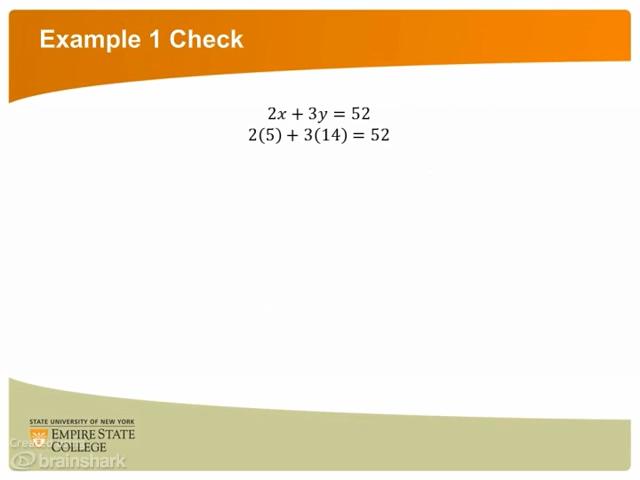 Example 1 Check
2x + 3y = 52
2(5) + 3(14) = 52
STATE UNIVERSITY OF NEW YORK
EMPIRE STATE
COLLEGE
Created
brainshark